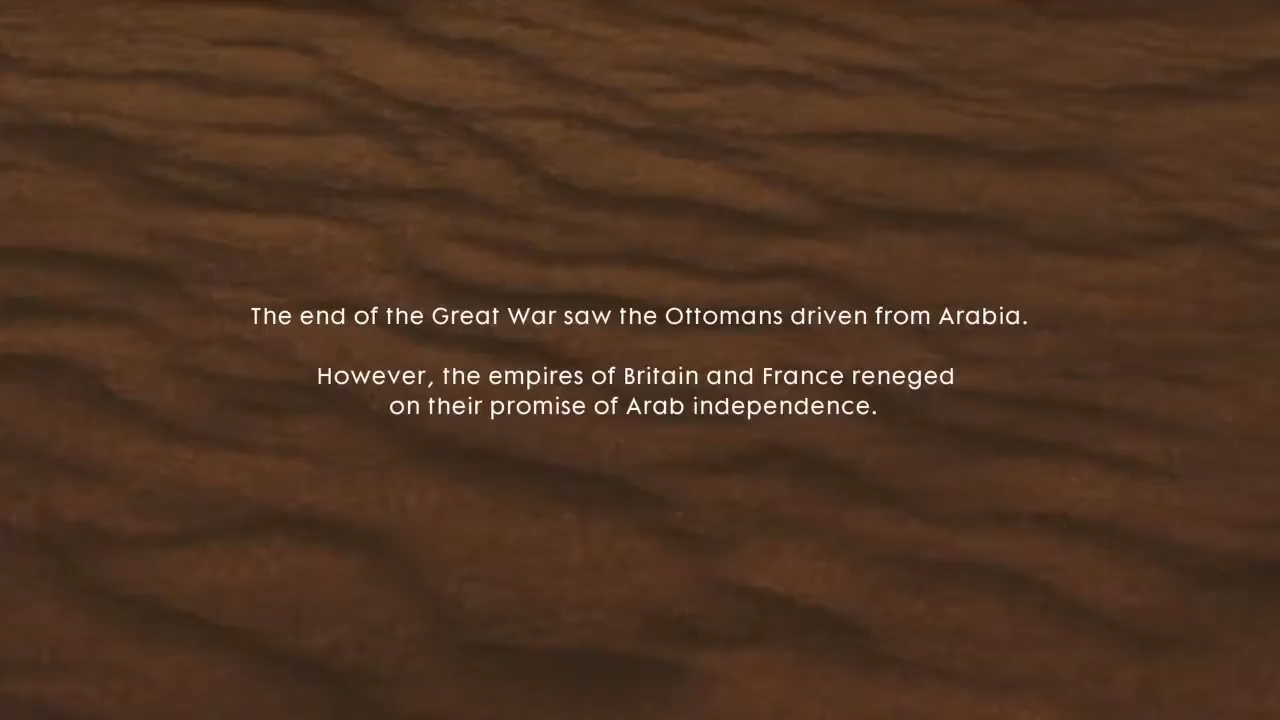 The end of the Great War saw the Ottomans driven from Arabia.
However, the empires of Britain and France reneged
on their promise of Arab independence.